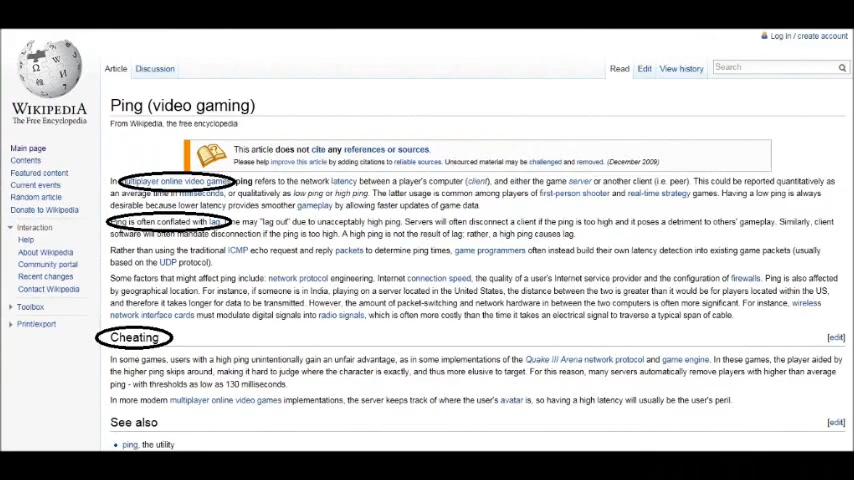 Log in / create account
Article Discussion Read Edit View history Search
WIKIPEDIA
The Free Encyclopedia
Ping (video gaming)
From Wikipedia, the free encyclopedia
This article does not cite any references or sources.
Please help improve this article by adding citations to reliable sources. Unsourced material may be challenged and removed. (December 2009)
Main page
Contents
Featured content
Current events
Random article
Donate to Wikipedia
Interaction
Help
About Wikipedia
Community portal
Recent changes
Contact Wikipedia
Toolbox
Print/export
In multiplayer online video games ping refers to the network latency between a player's computer (client), and either the game server or another client (i.e. peer). This could be reported quantitatively as
an average time in milliseconds, or qualitatively as low ping or high ping. The latter usage is common among players of first-person shooter and real-time strategy games. Having a low ping is always
desirable because lower latency provides smoother gameplay by allowing faster updates of game data
Ping is often conflated with lag. One may "lag out" due to unacceptably high ping. Servers will often disconnect a client if the ping is too high and it poses a detriment to others' gameplay. Similarly, client
software will often mandate disconnection if the ping is too high. A high ping is not the result of lag; rather, a high ping causes lag.
Rather than using the traditional ICMP echo request and reply packets to determine ping times, game programmers often instead build their own latency detection into existing game packets (usually
based on the UDP protocol).
Some factors that might affect ping include: network protocol engineering, Internet connection speed, the quality of a user's Internet service provider and the configuration of firewalls. Ping is also affected
by geographical location. For instance, if someone is in India, playing on a server located in the United States, the distance between the two is greater than it would be for players located within the US,
and therefore it takes longer for data to be transmitted. However, the amount of packet-switching and network hardware in between the two computers is often more significant. For instance, wireless
network interface cards must modulate digital signals into radio signals, which is often more costly than the time it takes an electrical signal to traverse a typical span of cable.
Cheating [edit]
In some games, users with a high ping unintentionally gain an unfair advantage, as in some implementations of the Quake III Arena network protocol and game engine. In these games, the player aided by
the higher ping skips around, making it hard to judge where the character is exactly, and thus more elusive to target. For this reason, many servers automatically remove players with higher than average
ping - with thresholds as low as 130 milliseconds.
In more modern multiplayer online video games implementations, the server keeps track of where the user's avatar is, so having a high latency will usually be the user's peril.
See also [edit]
ping, the utility